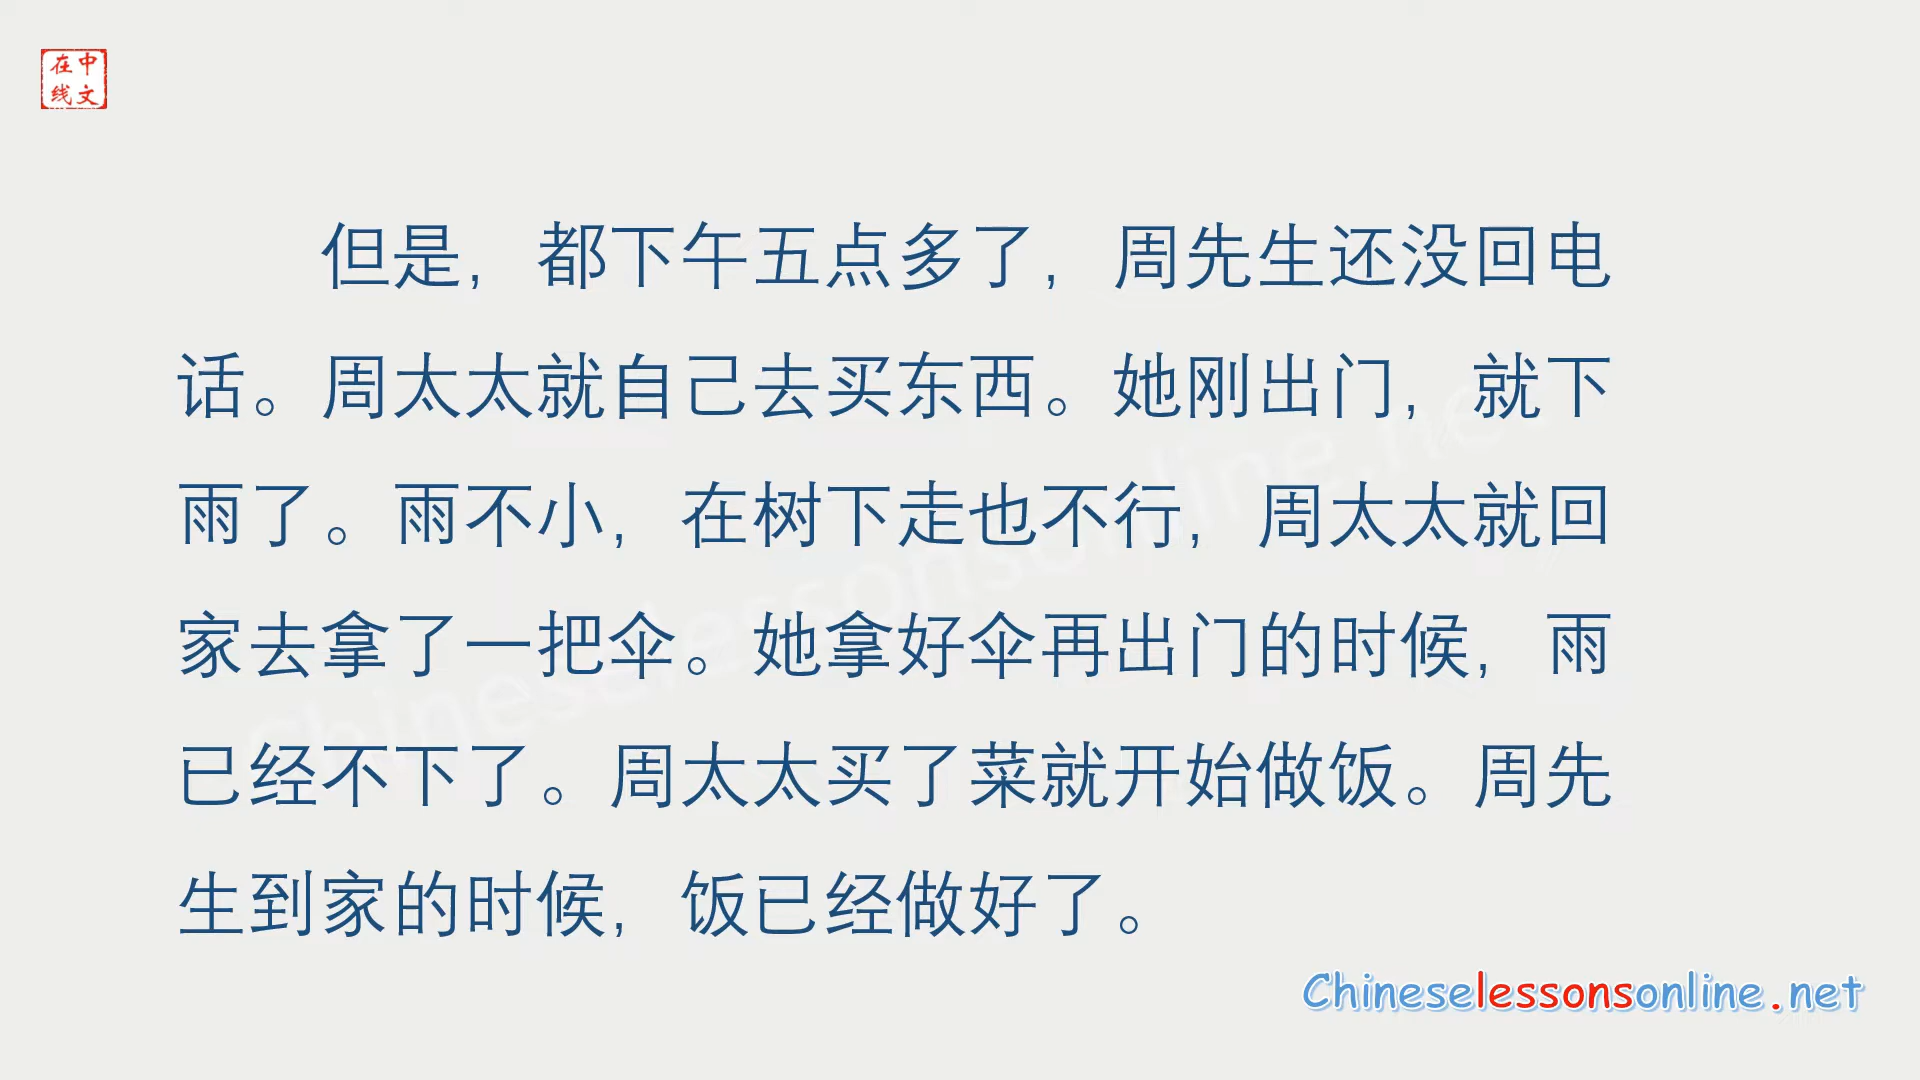 在中
线文
但是，都下午五点多了，周先生还没回电
话。周太太就自己去买东西。她刚出门，就下
雨了。雨不小，在树下走也不行，周太太就回
家去拿了一把伞。她拿好伞再出门的时候，雨
已经不下了。周太太买了菜就开始做饭。周先
生到家的时候，饭已经做好了。
Chineselessonsonline.net
Chineselessonsonline.net